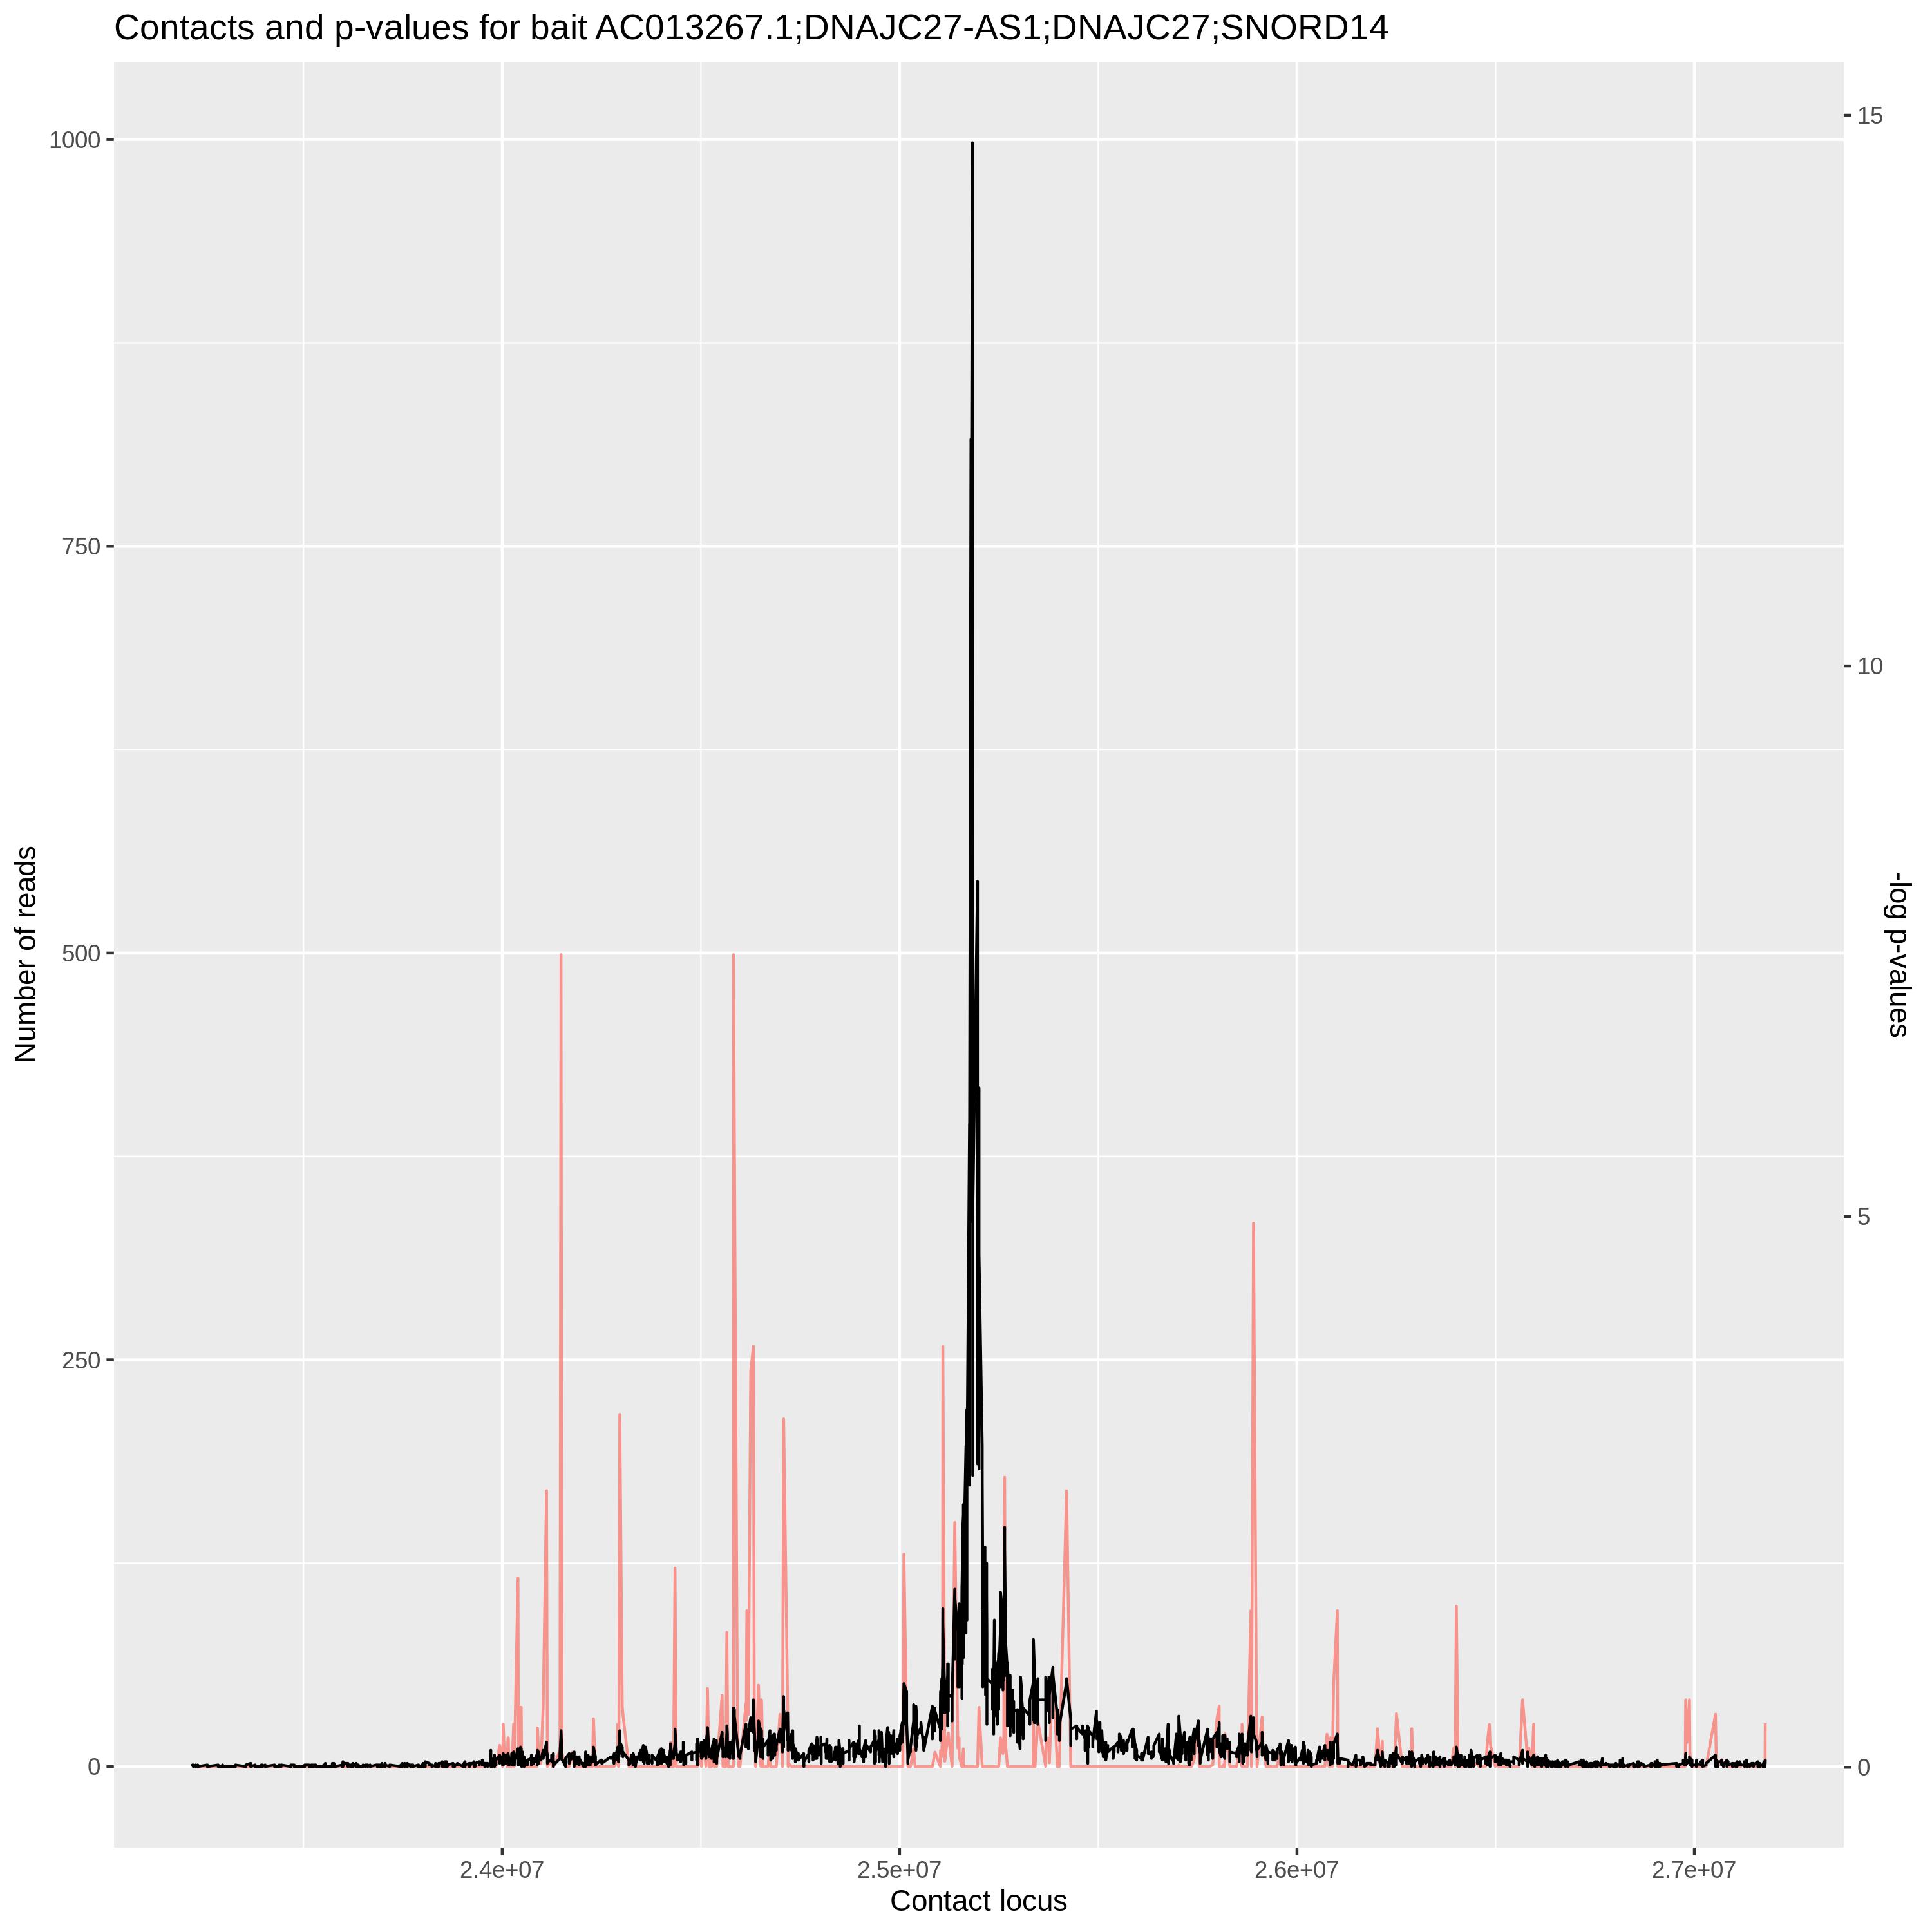 Contacts and p-values for bait AC013267.1;DNAJC27-AS1;DNAJC27;SNORD14
1000
750
500
250
0
Number of reads
15
10
5
0
-log p-values
2.4e+07
2.5e+07
2.6e+07
2.7e+07
Contact locus